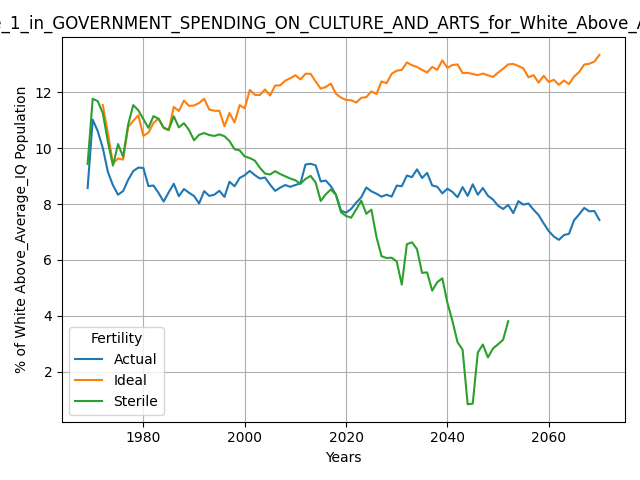 _1_in_GOVERNMENT_SPENDING_ON_CULTURE_AND_ARTS_for_White_Above_A
% of White Above_Average_IQ Population
12
10
8
6
4
2
Fertility
Actual
Ideal
Sterile
1980 2000 2020 2040 2060
Years